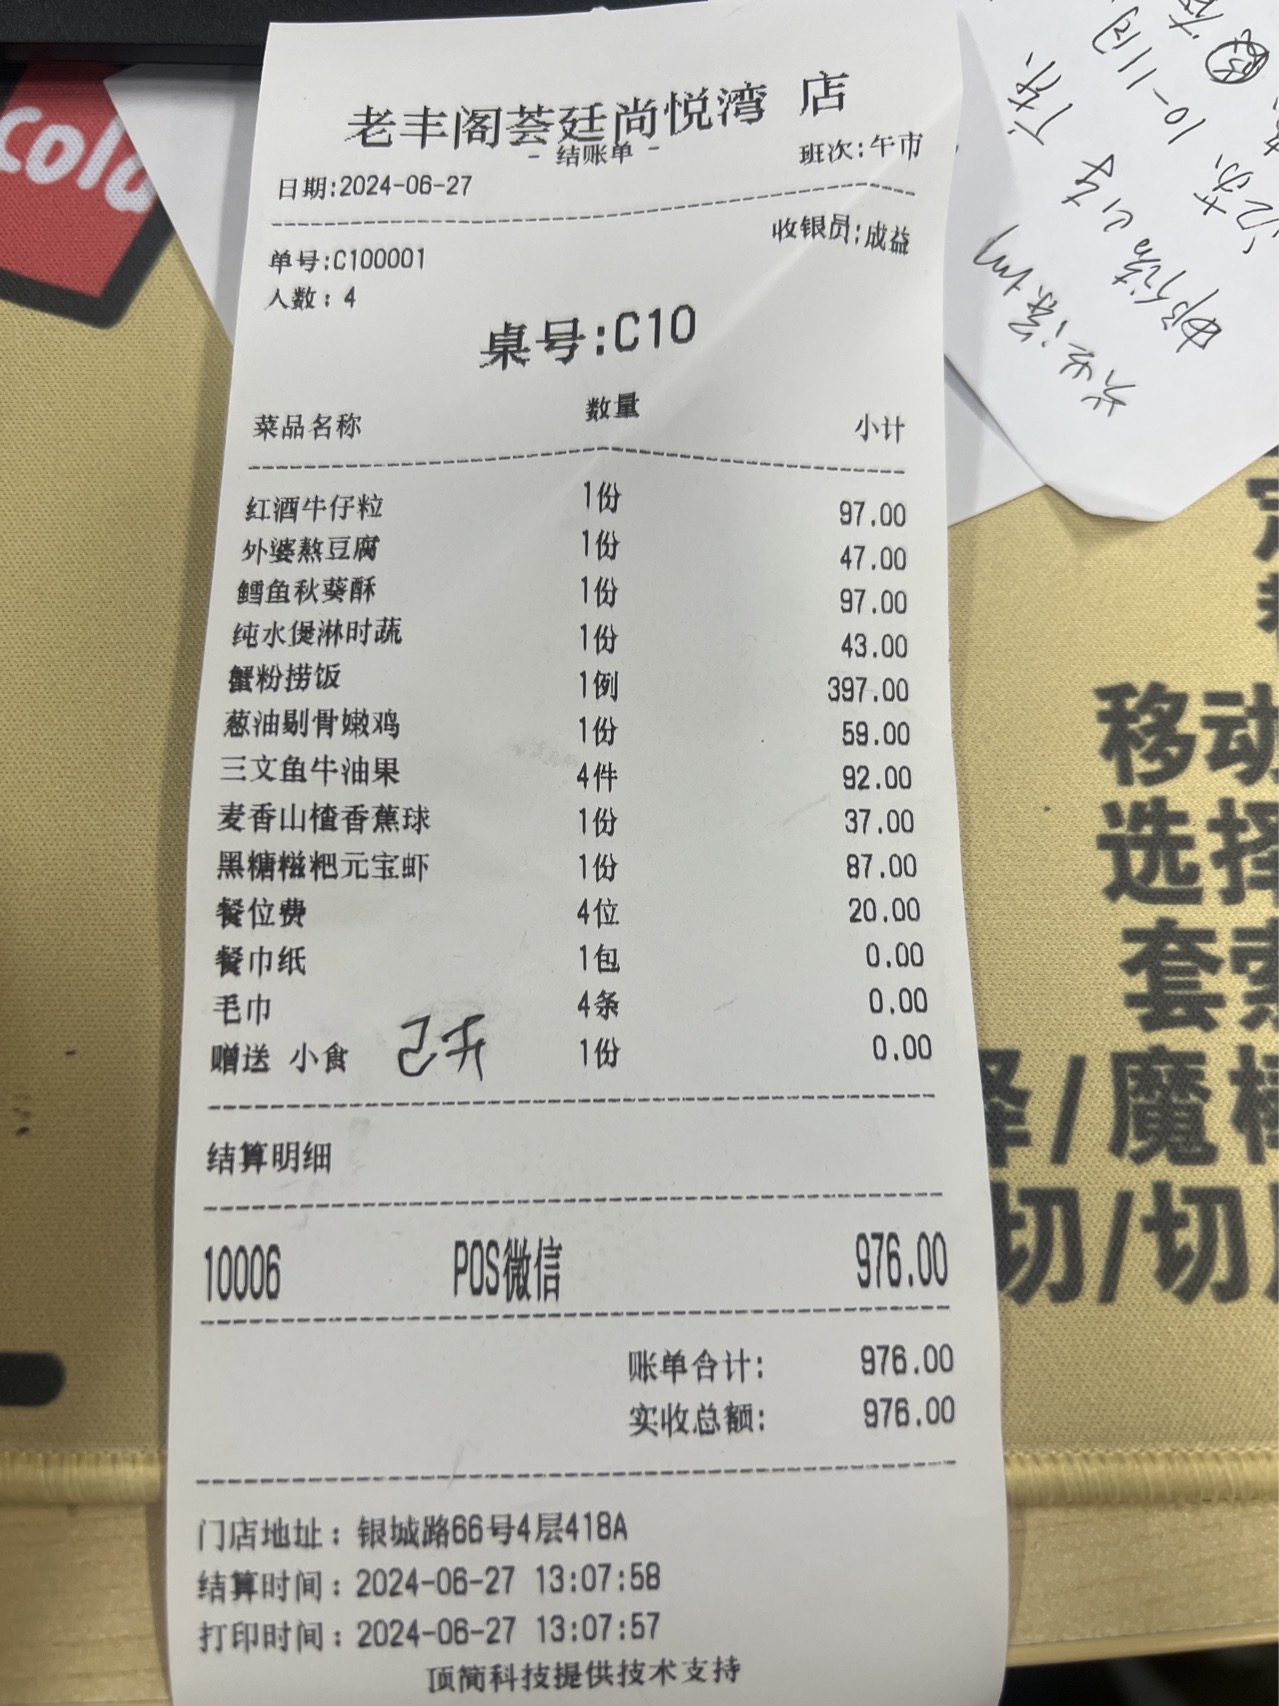 老丰阁荟廷尚悦湾 店
- 结账单 -
班次:午市
日期:2024-06-27
收银员:成益
单号:C100001
人数: 4
桌号:C10
菜品名称 数量 小计
红酒牛仔粒 1份 97.00
外婆熬豆腐 1份 47.00
鳕鱼秋葵酥 1份 97.00
纯水煲淋时蔬 1份 43.00
蟹粉捞饭 1例 397.00
葱油剔骨嫩鸡 1份 59.00
三文鱼牛油果 4件 92.00
麦香山楂香蕉球 1份 37.00
黑糖糍粑元宝虾 1份 87.00
餐位费 4位 20.00
餐巾纸 1包 0.00
毛巾 4条 0.00
赠送 小食 1份 0.00
已开
结算明细
10006 POS微信 976.00
账单合计: 976.00
实收总额: 976.00
门店地址: 银城路66号4层418A
结算时间: 2024-06-27 13:07:58
打印时间: 2024-06-27 13:07:57
顶简科技提供技术支持
cola
移动
选择
套索
择/魔棒
切/切
10-11月